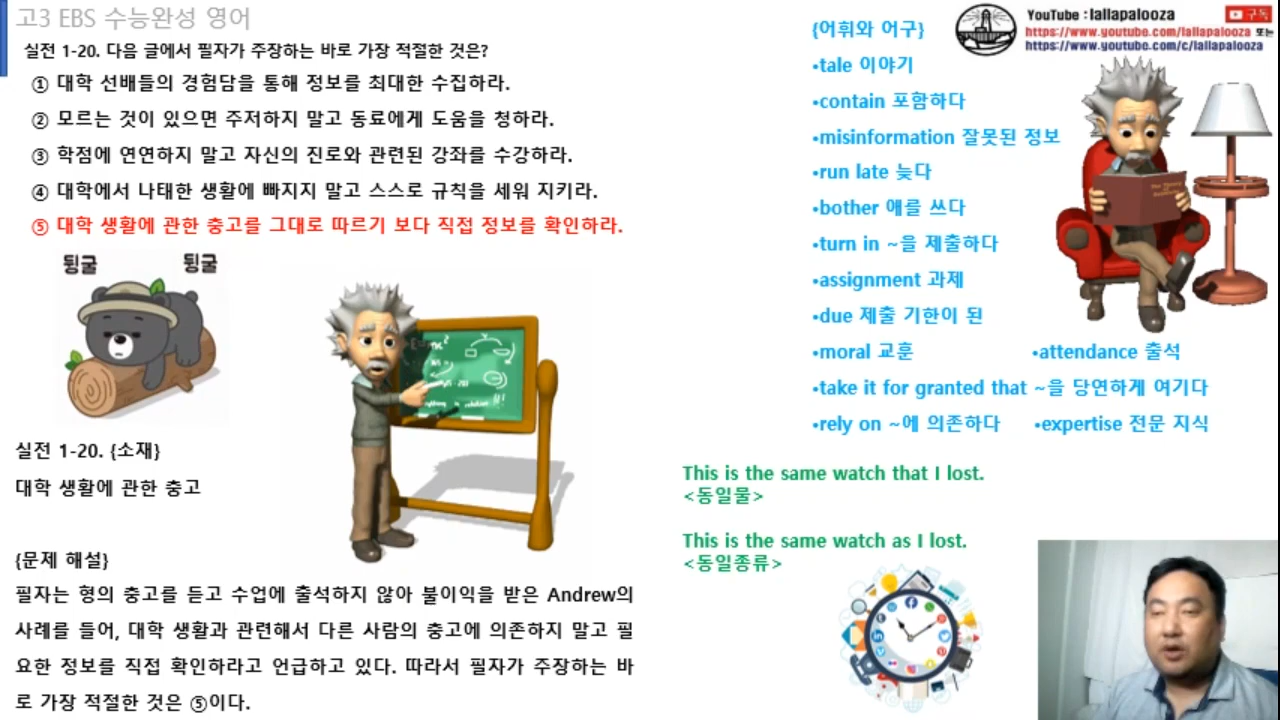 고3 EBS 수능완성 영어
실전 1-20. 다음 글에서 필자가 주장하는 바로 가장 적절한 것은?
① 대학 선배들의 경험담을 통해 정보를 최대한 수집하라.
② 모르는 것이 있으면 주저하지 말고 동료에게 도움을 청하라.
③ 학점에 연연하지 말고 자신의 진로와 관련된 강좌를 수강하라.
④ 대학에서 나태한 생활에 빠지지 말고 스스로 규칙을 세워 지키라.
⑤ 대학 생활에 관한 충고를 그대로 따르기 보다 직접 정보를 확인하라.
뒹굴 뒹굴
실전 1-20. {소재}
대학 생활에 관한 충고
{문제 해설}
필자는 형의 충고를 듣고 수업에 출석하지 않아 불이익을 받은 Andrew의
사례를 들어, 대학 생활과 관련해서 다른 사람의 충고에 의존하지 말고 필
요한 정보를 직접 확인하라고 언급하고 있다. 따라서 필자가 주장하는 바
로 가장 적절한 것은 ⑤이다.
{어휘와 어구}
•tale 이야기
•contain 포함하다
•misinformation 잘못된 정보
•run late 늦다
•bother 애를 쓰다
•turn in ~을 제출하다
•assignment 과제
•due 제출 기한이 된
•moral 교훈 •attendance 출석
•take it for granted that ~을 당연하게 여기다
•rely on ~에 의존하다 •expertise 전문 지식
This is the same watch that I lost.
<동일물>
This is the same watch as I lost.
<동일종류>
YouTube : lallapalooza
구독
https://www.youtube.com/lallapalooza 또는
https://www.youtube.com/c/lallapalooza